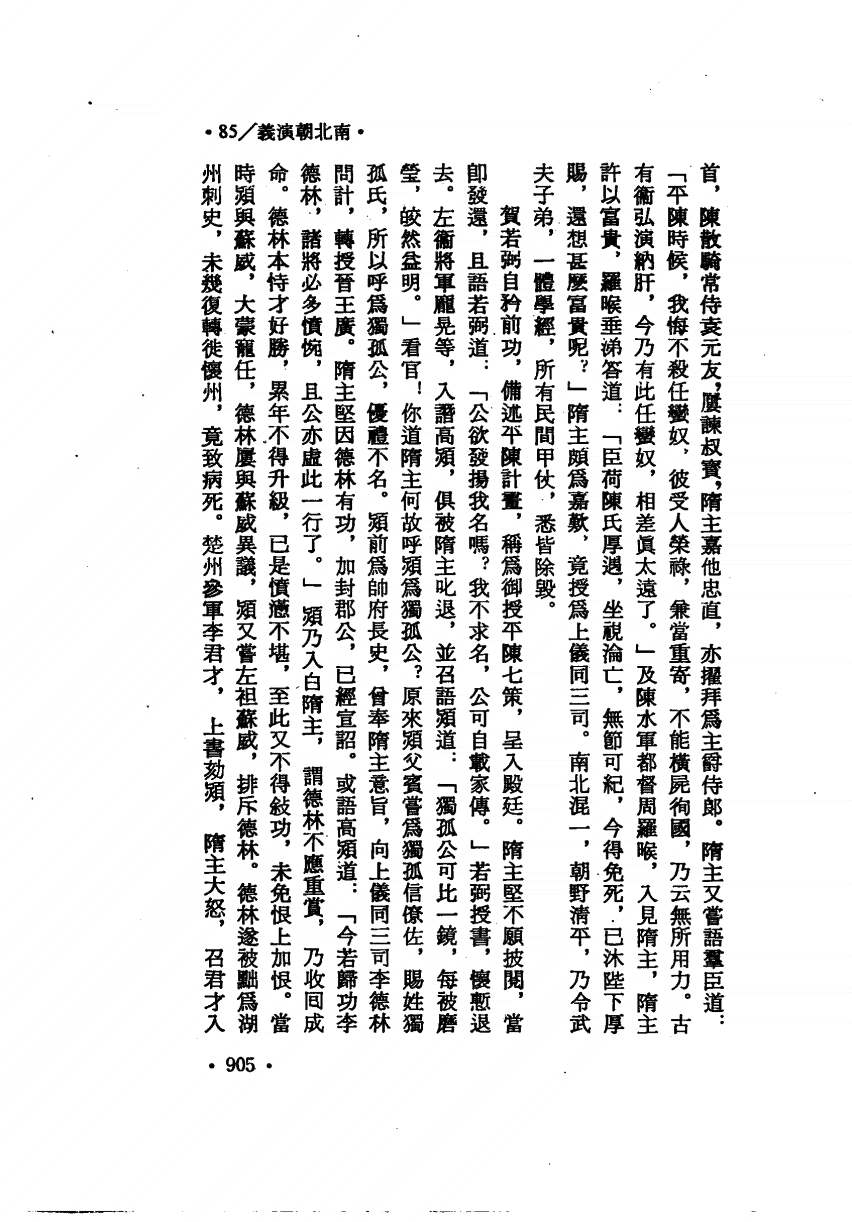 •85／義演朝北南•
首，陳散騎常侍袁元友，屢諫叔寶，隋主嘉他忠直，亦擢拜爲主爵侍郎。隋主又嘗語羣臣道：
「平陳時候，我悔不殺任蠻奴，彼受人榮祿，兼當重寄，不能橫屍徇國，乃云無所用力。古
有衞弘演納肝，今乃有此任蠻奴，相差眞太遠了。」及陳水軍都督周羅睺，入見隋主，隋主
許以富貴，羅睺垂涕答道：「臣荷陳氏厚遇，坐視淪亡，無節可紀，今得免死，已沐陛下厚
賜，還想甚麼富貴呢？」隋主頗爲嘉歎，竟授爲上儀同三司。南北混一，朝野清平，乃令武
夫子弟，一體學經，所有民間甲仗，悉皆除毀。
賀若弼自矜前功，備述平陳計畫，稱爲御授平陳七策，呈入殿廷。隋主堅不願披閱，當
卽發還，且語若弼道：「公欲發揚我名嗎？我不求名，公可自載家傳。」若弼授書，懷慙退
去。左衞將軍龐晃等，入譖高熲，俱被隋主叱退，並召語熲道：「獨孤公可比一鏡，每被磨
瑩，皎然益明。」看官！你道隋主何故呼熲爲獨孤公？原來熲父賓嘗爲獨孤信僚佐，賜姓獨
孤氏，所以呼爲獨孤公，優禮不名。熲前爲帥府長史，曾奉隋主意旨，向上儀同三司李德林
問計，轉授晉王廣。隋主堅因德林有功，加封郡公，已經宣詔。或語高熲道：「今若歸功李
德林，諸將必多憤惋，且公亦虛此一行了。」熲乃入白隋主，謂德林不應重賞，乃收回成
命。德林本恃才好勝，累年不得升級，已是憤懣不堪，至此又不得敍功，未免恨上加恨。當
時熲與蘇威，大蒙寵任，德林屢與蘇威異議，熲又嘗左袒蘇威，排斥德林。德林遂被黜爲湖
州刺史，未幾復轉徙懷州，竟致病死。楚州參軍李君才，上書劾熲，隋主大怒，召君才入
•905•